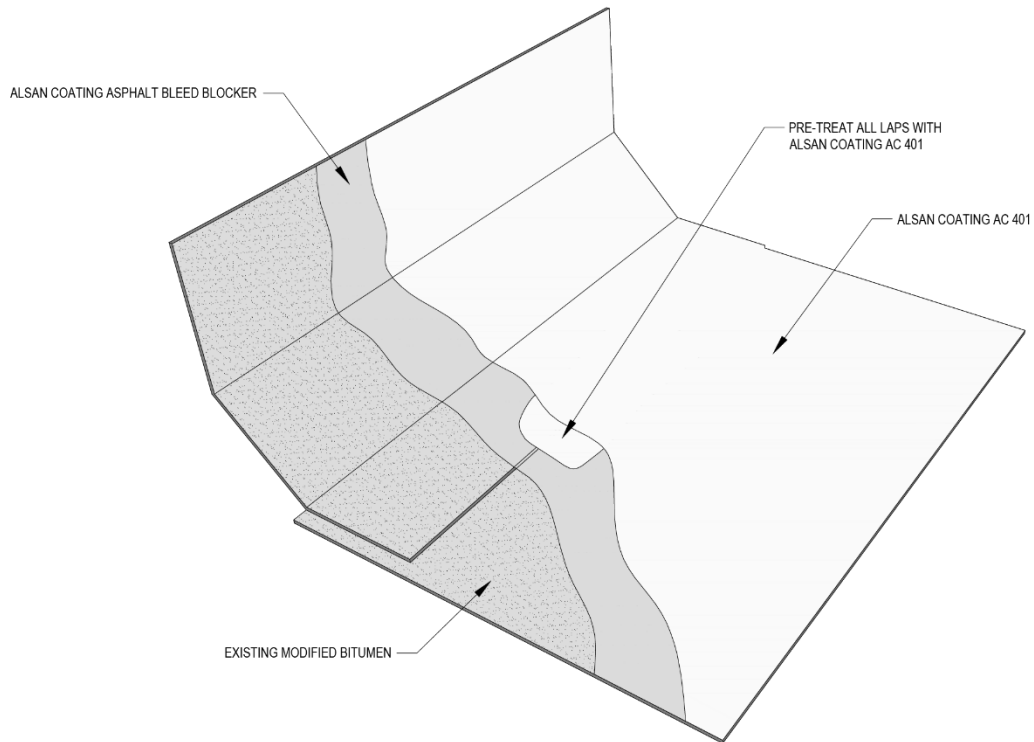 ALSAN COATING ASPHALT BLEED BLOCKER
PRE-TREAT ALL LAPS WITH
ALSAN COATING AC 401
ALSAN COATING AC 401
EXISTING MODIFIED BITUMEN